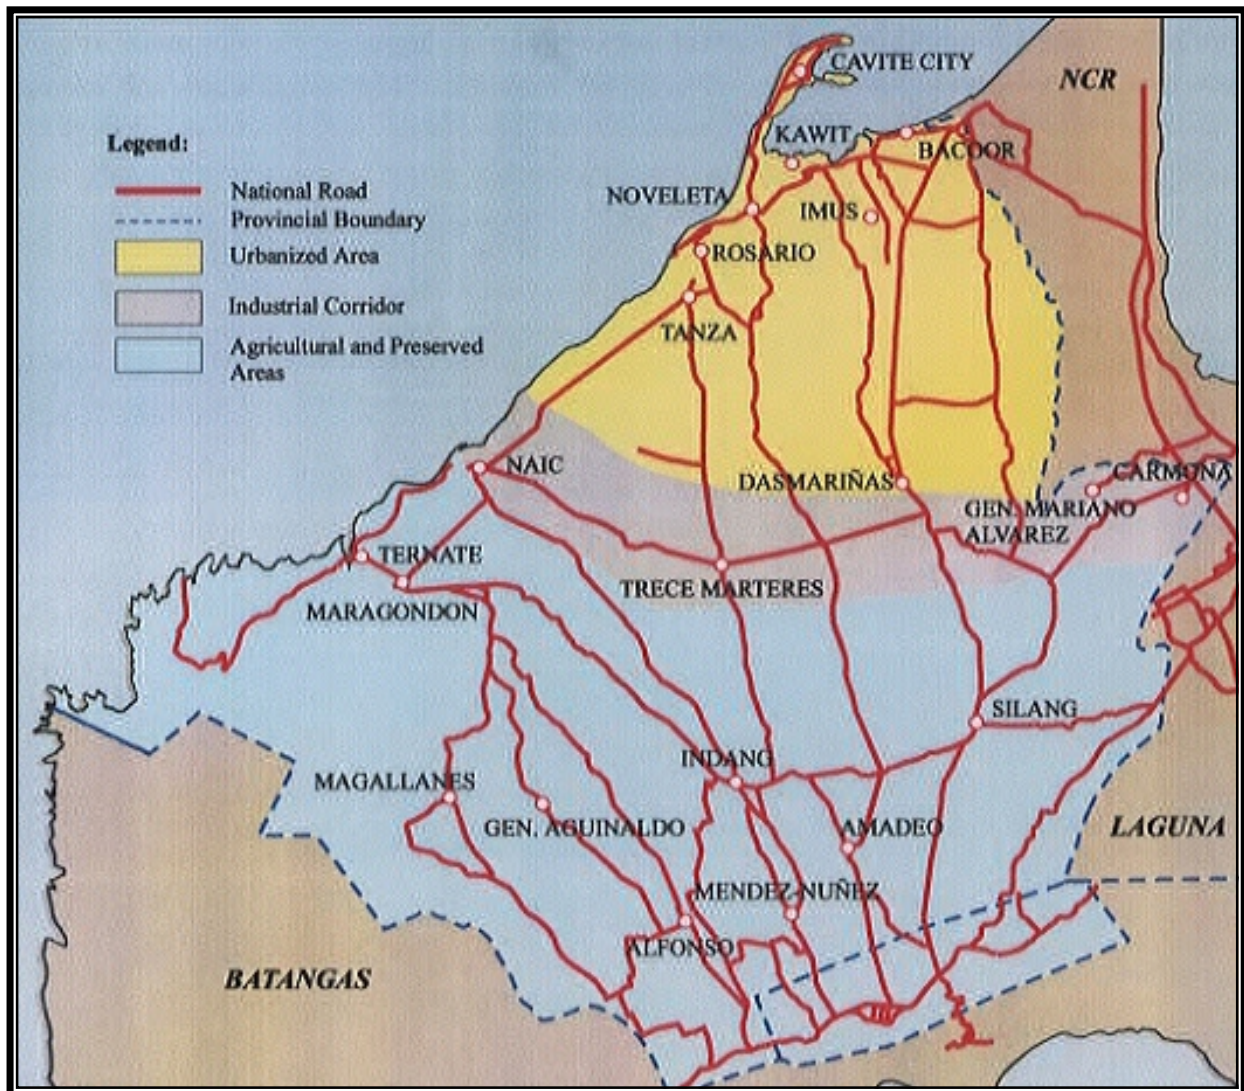 CAVITE CITY
NCR
KAWIT
BACOOR
Legend:
National Road
Provincial Boundary
Urbanized Area
Industrial Corridor
Agricultural and Preserved
Areas
NOVELETA
IMUS
ROSARIO
TANZA
NAIC
DASMARIÑAS
CARMONA
GEN. MARIANO
ALVAREZ
TERNATE
MARAGONDON
TRECE MARTERES
SILANG
INDANG
MAGALLANES
GEN. AGUINALDO
AMADEO
LAGUNA
MENDEZ-NUÑEZ
ALFONSO
BATANGAS